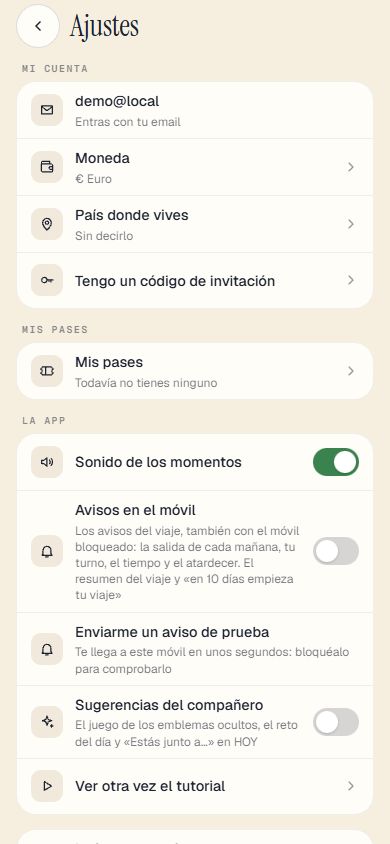 Ajustes
MI CUENTA
demo@local
Entras con tu email
Moneda
€ Euro
País donde vives
Sin decirlo
Tengo un código de invitación
MIS PASES
Mis pases
Todavía no tienes ninguno
LA APP
Sonido de los momentos
Avisos en el móvil
Los avisos del viaje, también con el móvil
bloqueado: la salida de cada mañana, tu
turno, el tiempo y el atardecer. El
resumen del viaje y «en 10 días empieza
tu viaje»
Enviarme un aviso de prueba
Te llega a este móvil en unos segundos: bloquéalo
para comprobarlo
Sugerencias del compañero
El juego de los emblemas ocultos, el reto
del día y «Estás junto a…» en HOY
Ver otra vez el tutorial